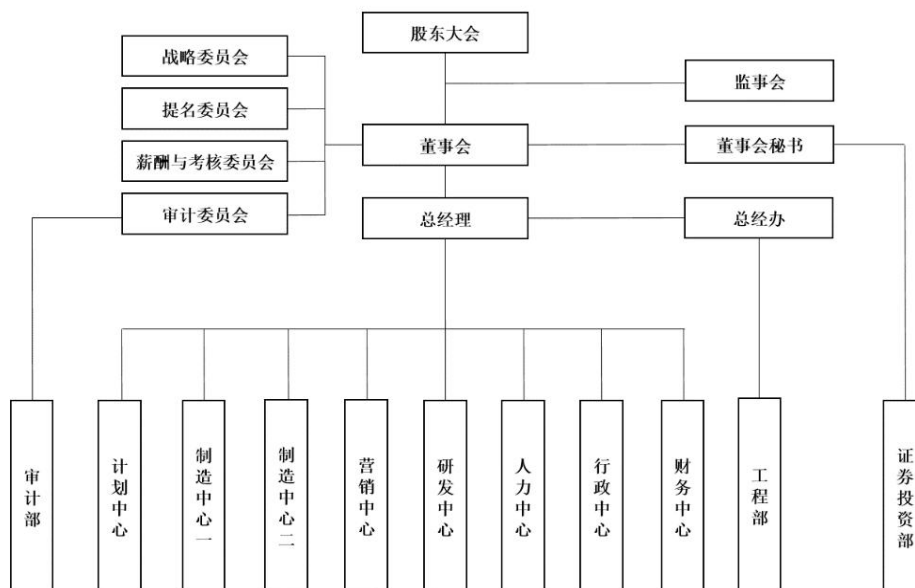 股东大会
战略委员会
监事会
提名委员会
董事会
董事会秘书
薪酬与考核委员会
审计委员会
总经理
总经办
审计部
计划中心
制造中心一
制造中心二
营销中心
研发中心
人力中心
行政中心
财务中心
工程部
证券投资部